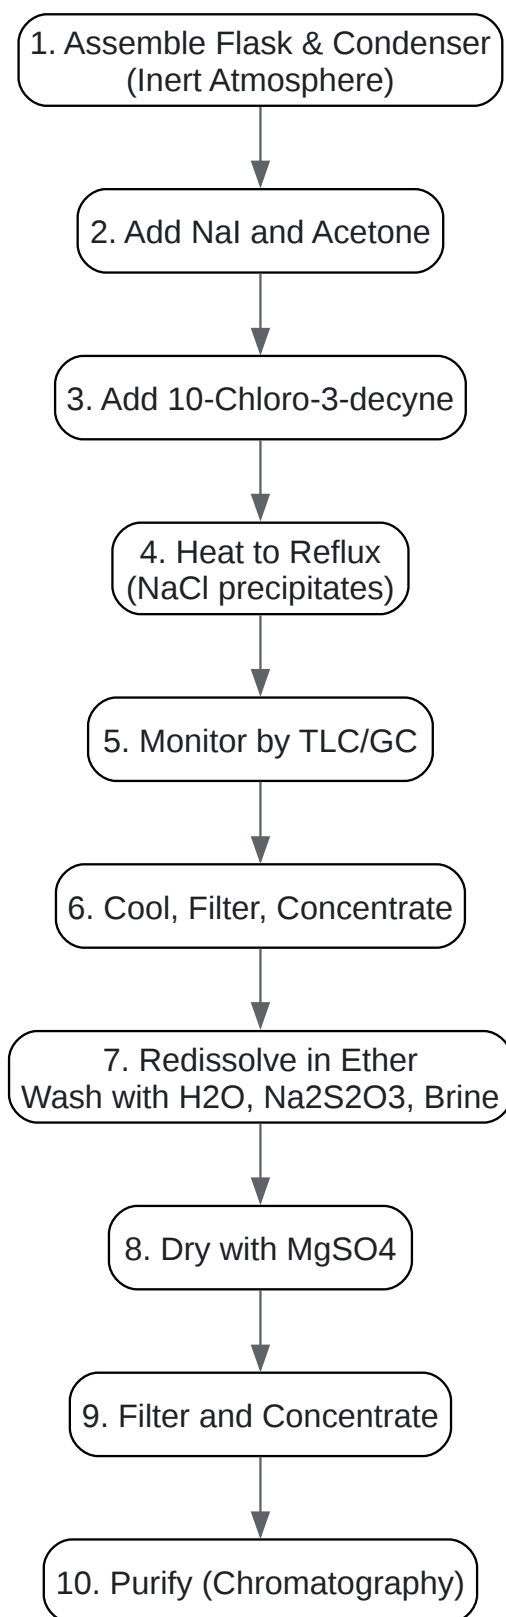 1. Assemble Flask & Condenser
(Inert Atmosphere)
2. Add NaI and Acetone
3. Add 10-Chloro-3-decyne
4. Heat to Reflux
(NaCl precipitates)
5. Monitor by TLC/GC
6. Cool, Filter, Concentrate
7. Redissolve in Ether
Wash with H2O, Na2S2O3, Brine
8. Dry with MgSO4
9. Filter and Concentrate
10. Purify (Chromatography)